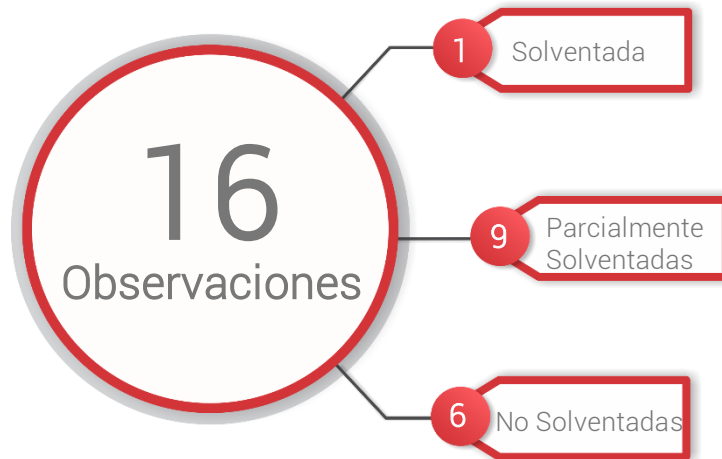 16
Observaciones
1
Solventada
9
Parcialmente
Solventadas
6
No Solventadas